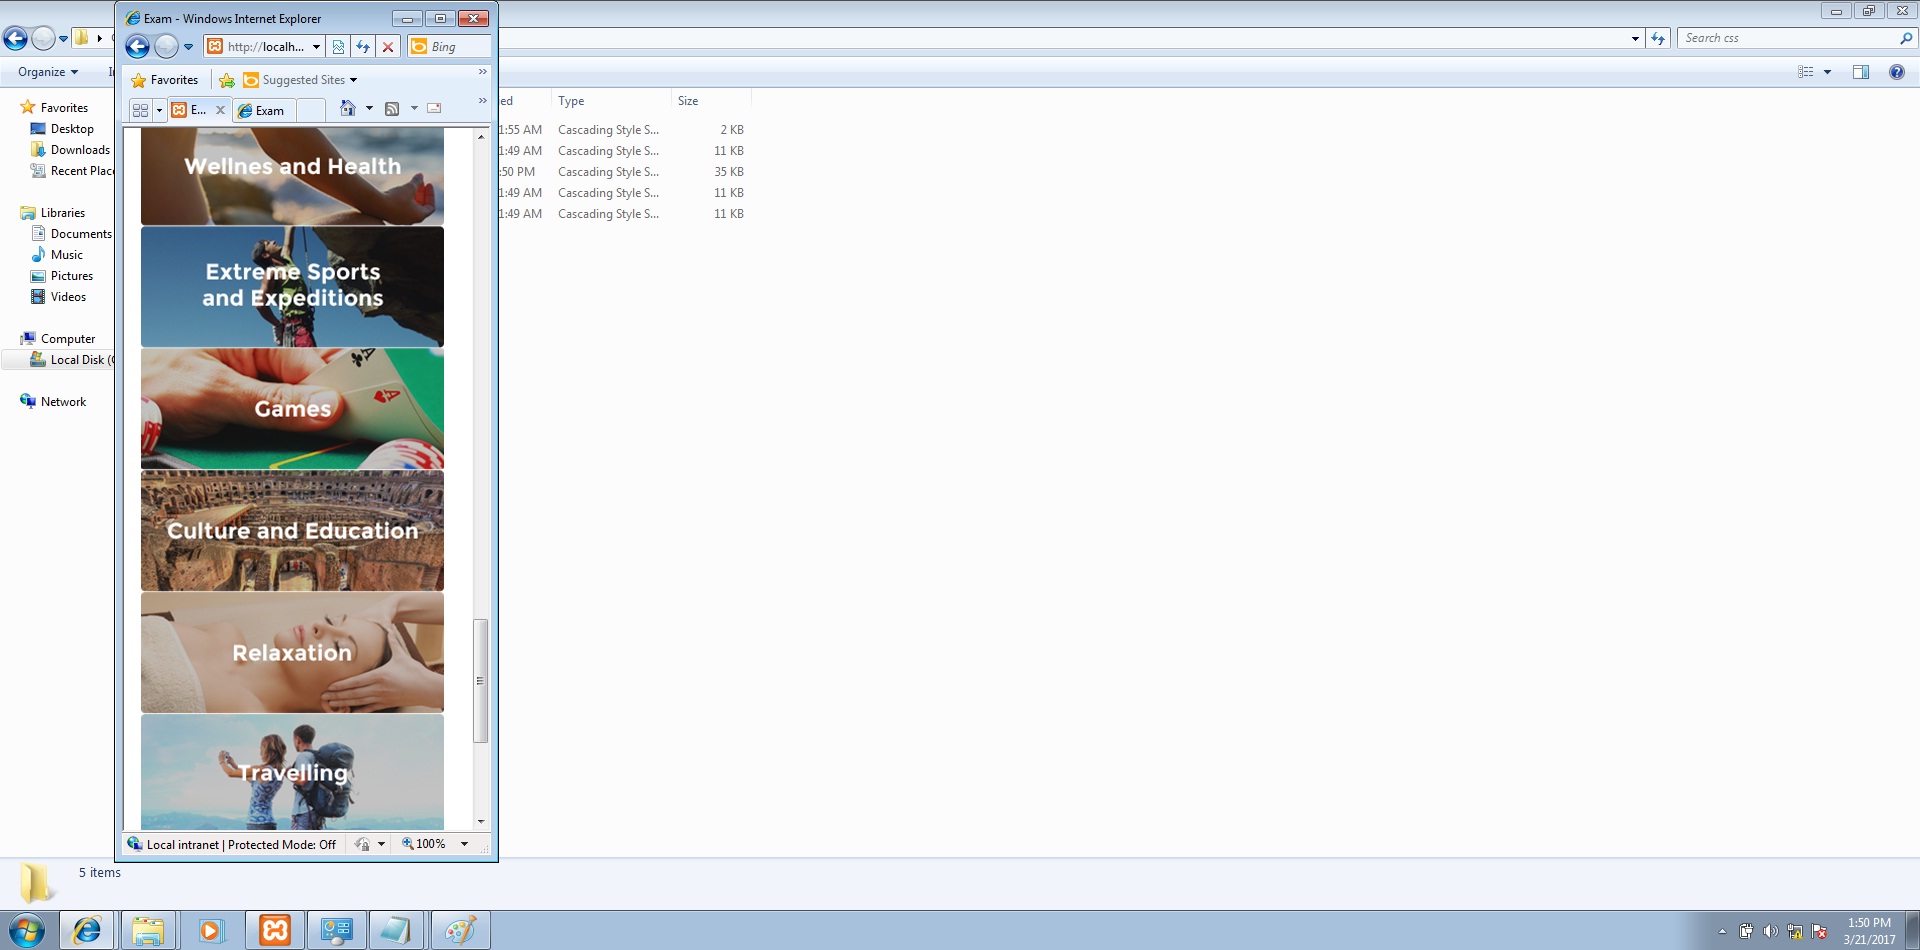 Exam - Windows Internet Explorer
http://localh...
Bing
Search css
Organize
Favorites
Suggested Sites
E...
Exam
Type
Size
Favorites
Desktop
Downloads
Recent Plac
Libraries
Documents
Music
Pictures
Videos
Computer
Local Disk (
Network
1:55 AM Cascading Style S... 2 KB
1:49 AM Cascading Style S... 11 KB
:50 PM Cascading Style S... 35 KB
1:49 AM Cascading Style S... 11 KB
1:49 AM Cascading Style S... 11 KB
Wellnes and Health
Extreme Sports
and Expeditions
Games
Culture and Education
Relaxation
Travelling
Local intranet | Protected Mode: Off
100%
5 items
1:50 PM
3/21/2017